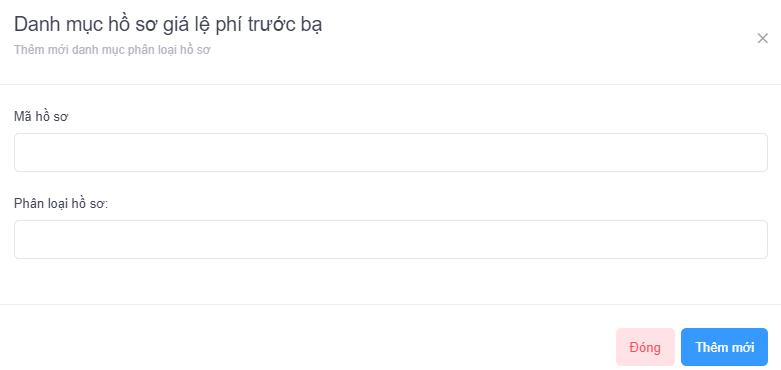 Danh mục hồ sơ giá lệ phí trước bạ
Thêm mới danh mục phân loại hồ sơ
Mã hồ sơ
Phân loại hồ sơ:
Đóng Thêm mới